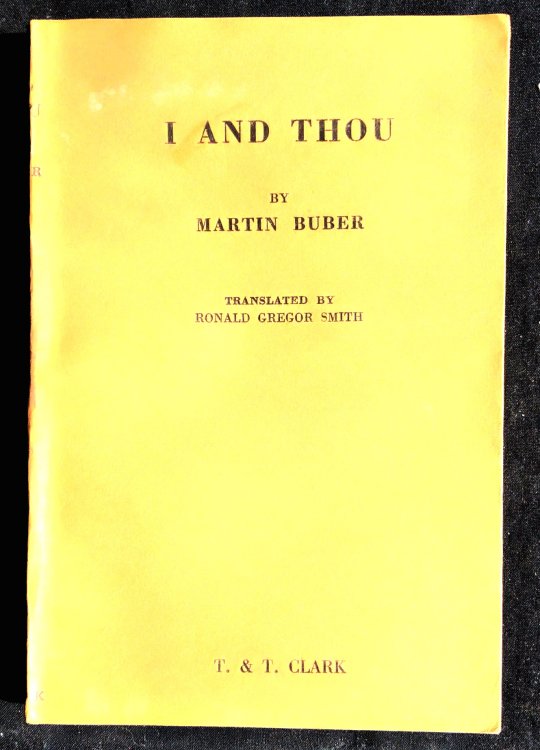 I AND THOU
BY
MARTIN BUBER
TRANSLATED BY
RONALD GREGOR SMITH
T. & T. CLARK